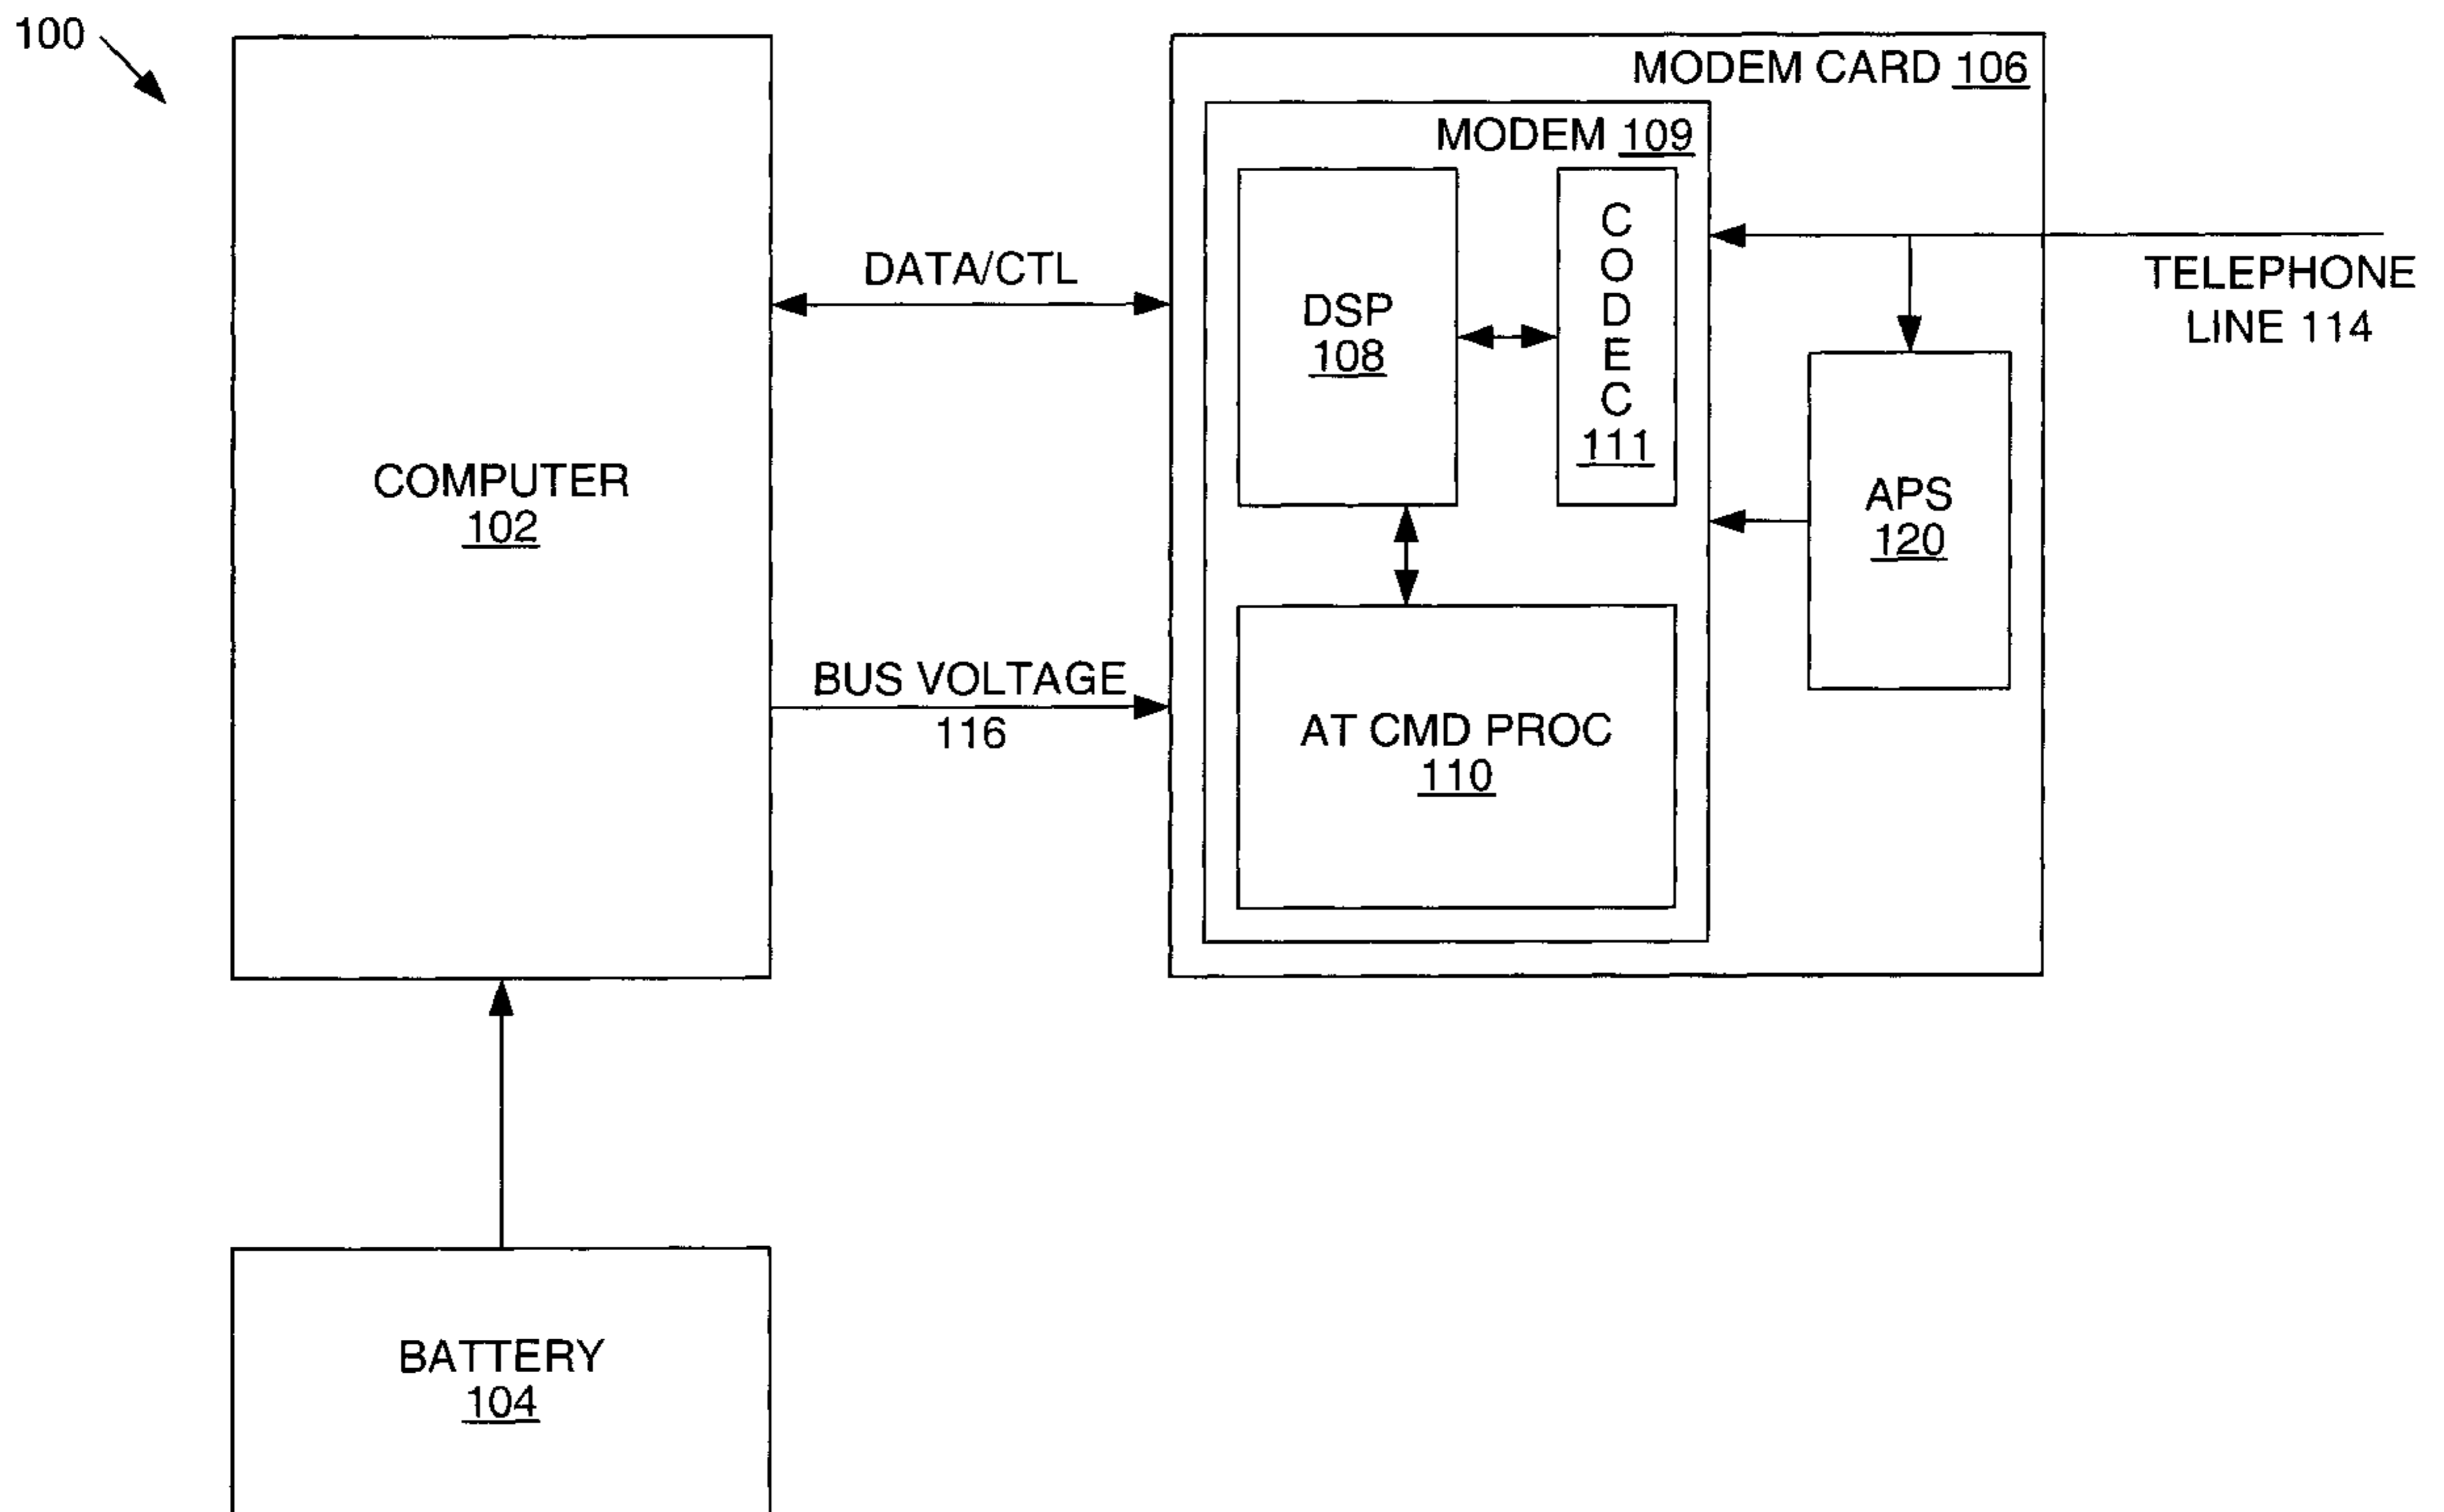 100
MODEM CARD 106
MODEM 109
C
O
D
E
C
111
DSP
108
DATA/CTL
TELEPHONE
LINE 114
COMPUTER
102
APS
120
BUS VOLTAGE
116
AT CMD PROC
110
BATTERY
104